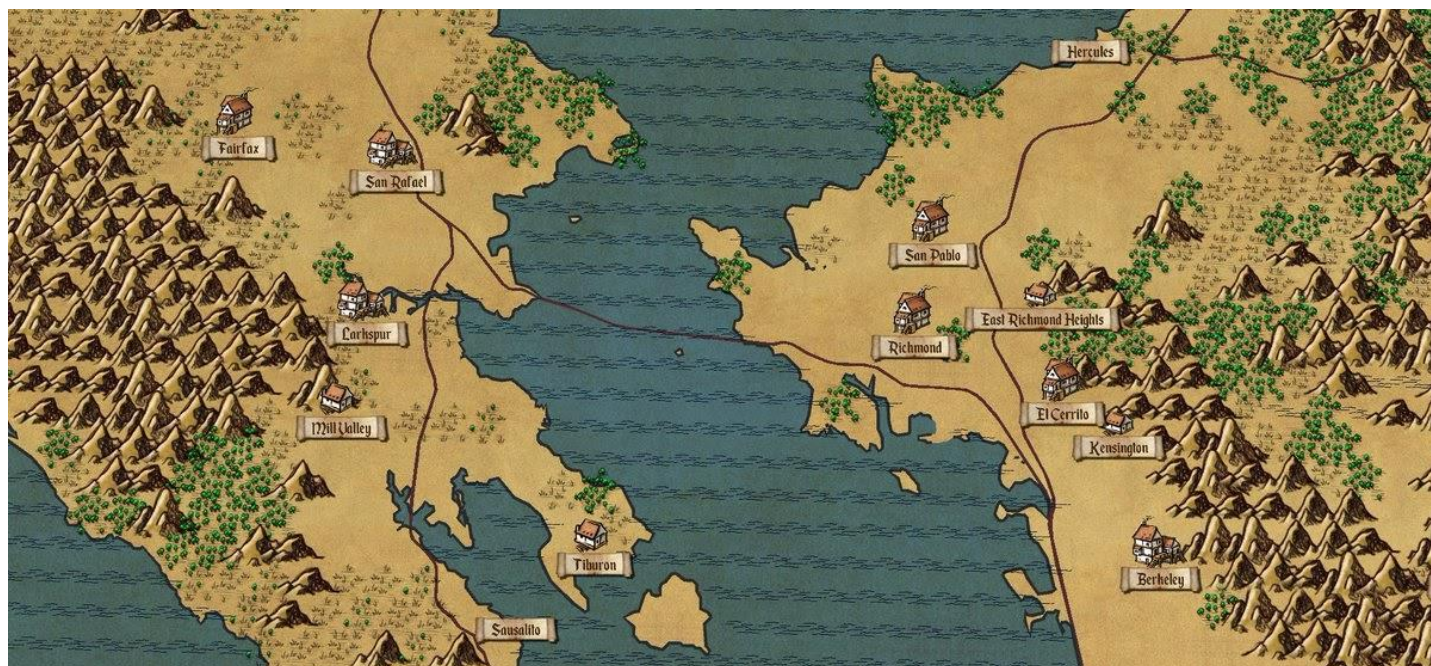 Hercules
Fairfax
San Rafael
San Pablo
East Richmond Heights
Larkspur
Richmond
El Cerrito
Mill Valley
Kensington
Tiburon
Berkeley
Sausalito